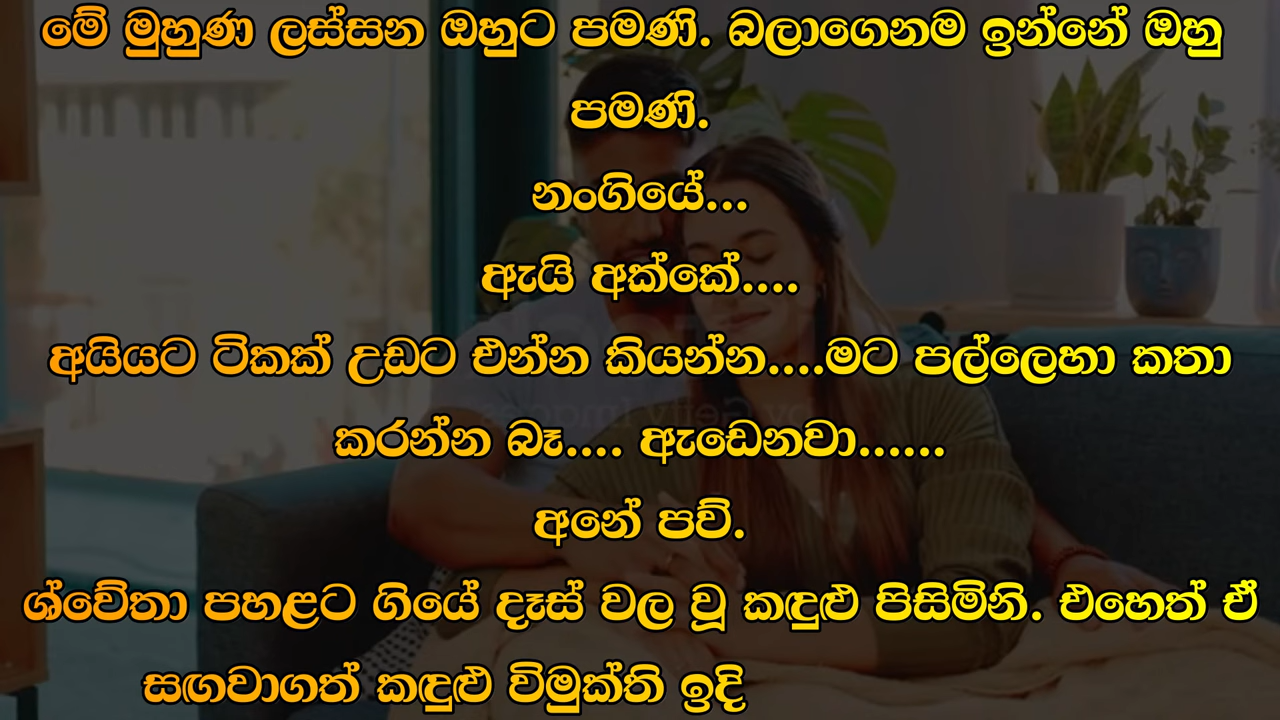 මේ මුහුණ ලස්සන ඔහුට පමණි. බලාගෙනම ඉන්නේ ඔහු
පමණි.
නංගියේ...
ඇයි අක්කේ....
අයියට ටිකක් උඩට එන්න කියන්න....මට පල්ලෙහා කතා
කරන්න බෑ.... ඇඩෙනවා......
අනේ පව්.
ශ්වේතා පහළට ගියේ දෑස් වල වූ කඳුළු පිසිමිනි. එහෙත් ඒ
සඟවාගත් කඳුළු විමුක්ති ඉදි